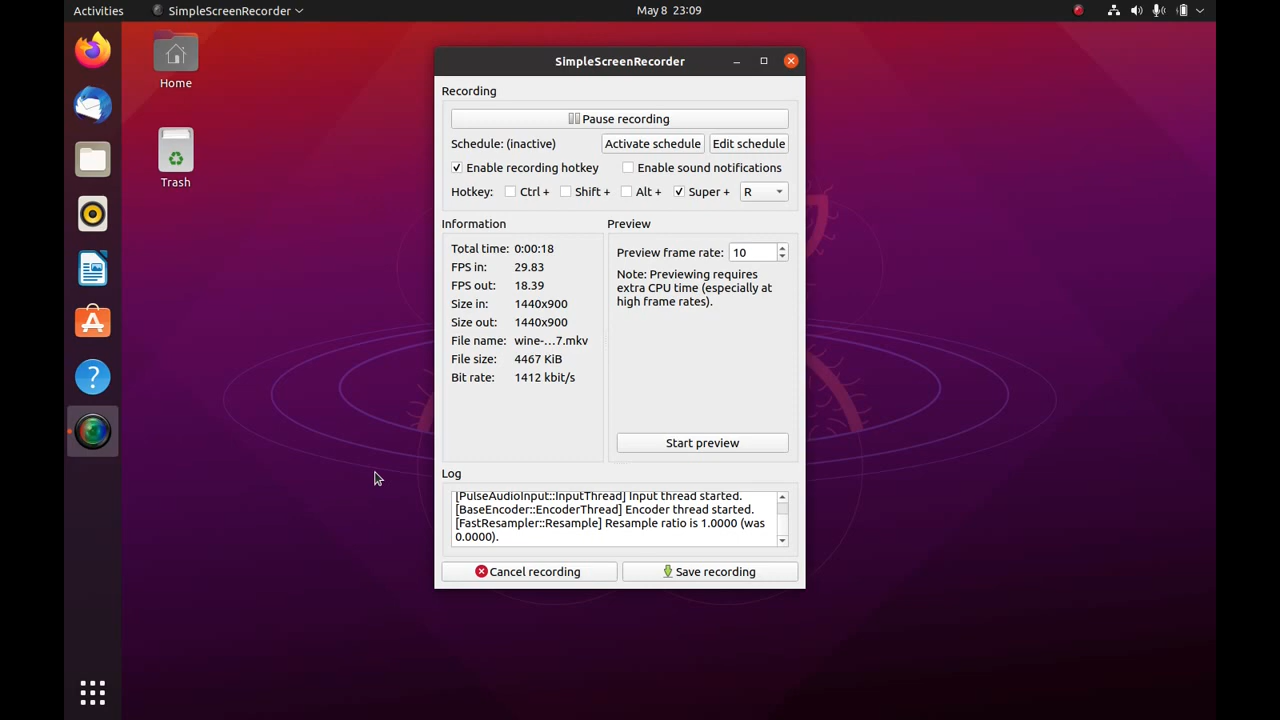 Activities SimpleScreenRecorder May 8 23:09
Home
Trash
SimpleScreenRecorder
Recording
Pause recording
Schedule: (inactive) Activate schedule Edit schedule
Enable recording hotkey Enable sound notifications
Hotkey: Ctrl + Shift + Alt + Super + R
Information
Total time: 0:00:18
FPS in: 29.83
FPS out: 18.39
Size in: 1440x900
Size out: 1440x900
File name: wine-...7.mkv
File size: 4467 KiB
Bit rate: 1412 kbit/s
Preview
Preview frame rate: 10
Note: Previewing requires
extra CPU time (especially at
high frame rates).
Start preview
Log
[PulseAudioInput::InputThread] Input thread started.
[BaseEncoder::EncoderThread] Encoder thread started.
[FastResampler::Resample] Resample ratio is 1.0000 (was
0.0000).
Cancel recording Save recording